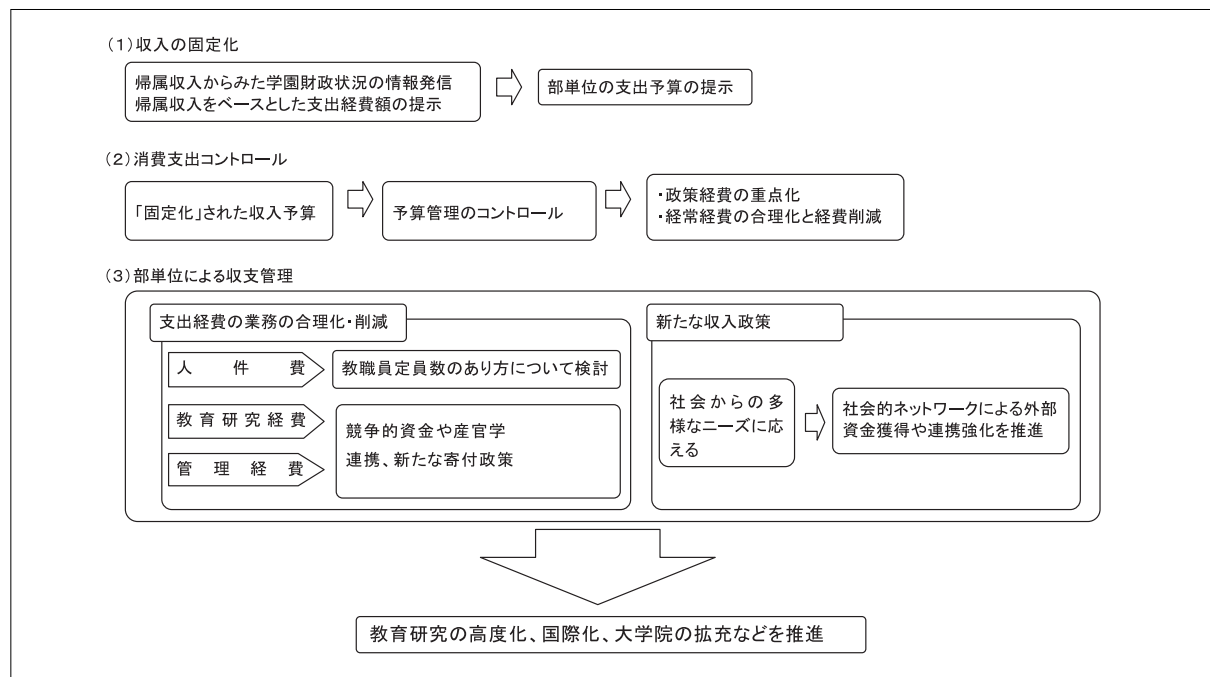 (1)収入の固定化
帰属収入からみた学園財政状況の情報発信
帰属収入をベースとした支出経費額の提示
部単位の支出予算の提示
(2)消費支出コントロール
「固定化」された収入予算
予算管理のコントロール
・政策経費の重点化
・経常経費の合理化と経費削減
(3)部単位による収支管理
支出経費の業務の合理化・削減
人件費
教職員定員数のあり方について検討
教育研究経費
管理経費
競争的資金や産官学
連携、新たな寄付政策
新たな収入政策
社会からの多
様なニーズに応
える
社会的ネットワークによる外部
資金獲得や連携強化を推進
教育研究の高度化、国際化、大学院の拡充などを推進